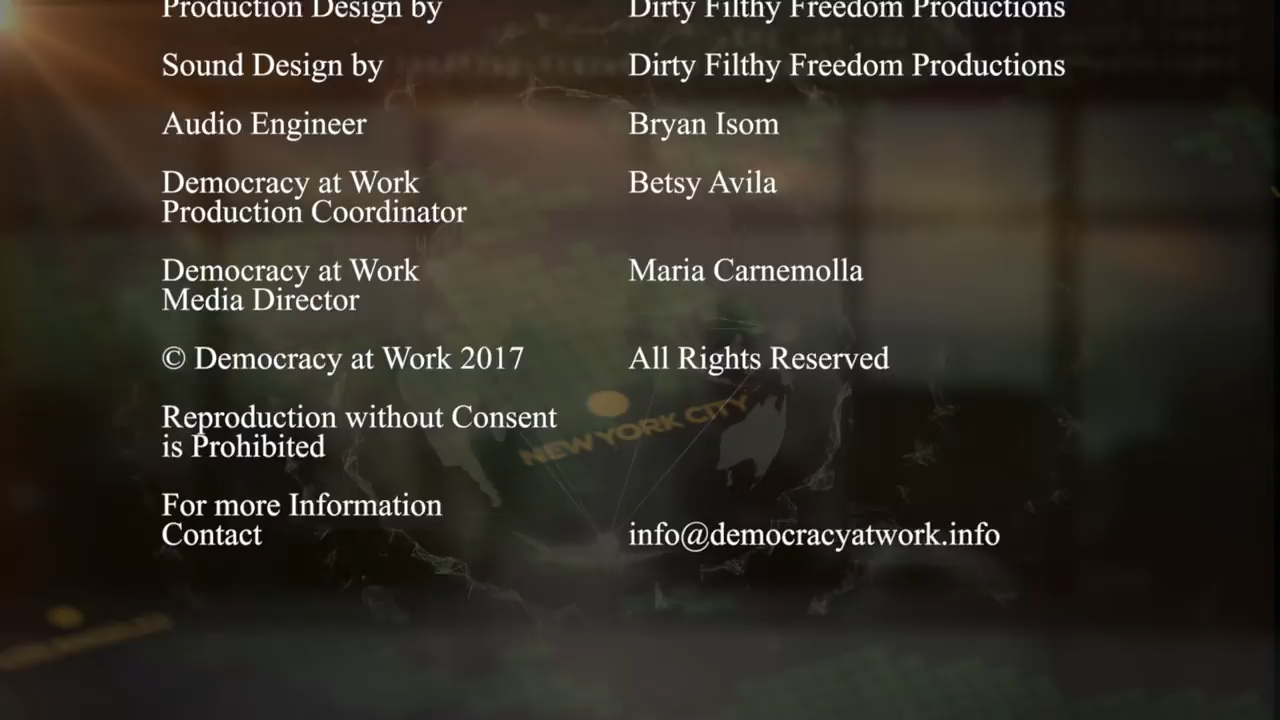 Production Design by Dirty Filthy Freedom Productions
Sound Design by Dirty Filthy Freedom Productions
Audio Engineer Bryan Isom
Democracy at Work Betsy Avila
Production Coordinator
Democracy at Work Maria Carnemolla
Media Director
© Democracy at Work 2017 All Rights Reserved
Reproduction without Consent
is Prohibited
NEW YORK CITY
For more Information
Contact info@democracyatwork.info